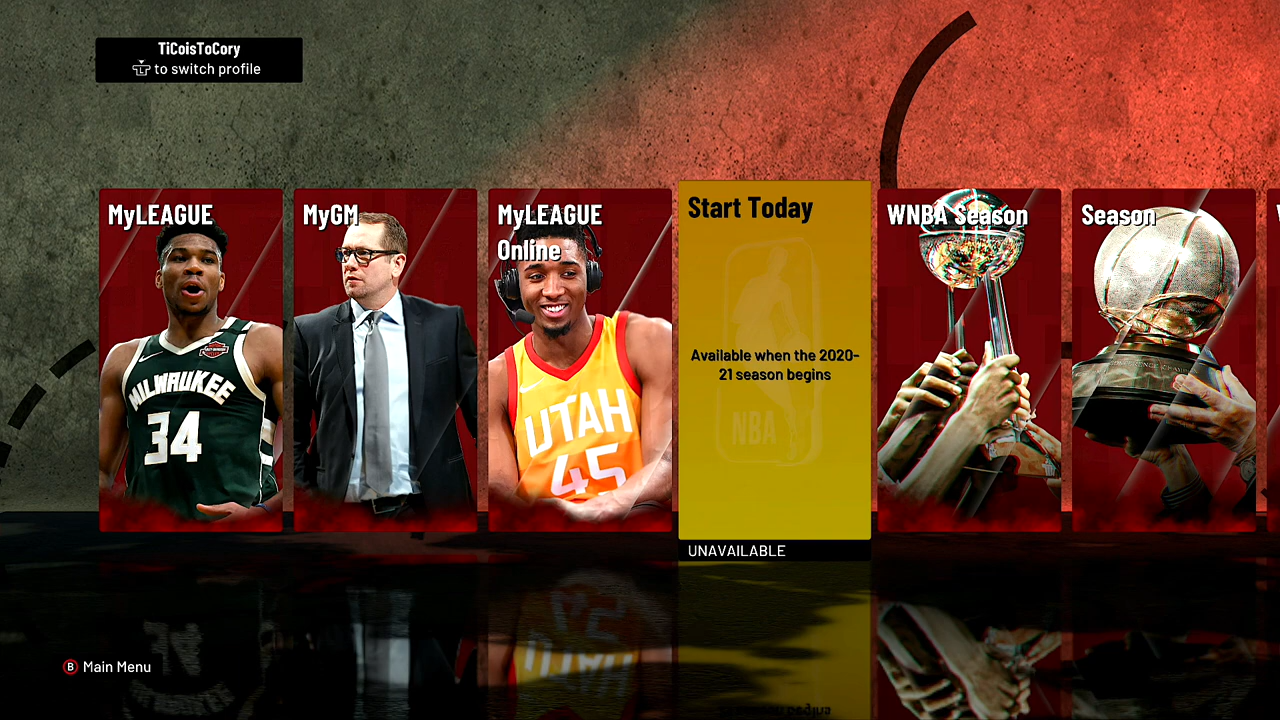 TiCoisToCory
L to switch profile
MyLEAGUE
MILWAUKEE
34
MyGM
MyLEAGUE
Online
UTAH
45
Start Today
Available when the 2020-
21 season begins
NBA
UNAVAILABLE
WNBA Season
Season
B Main Menu